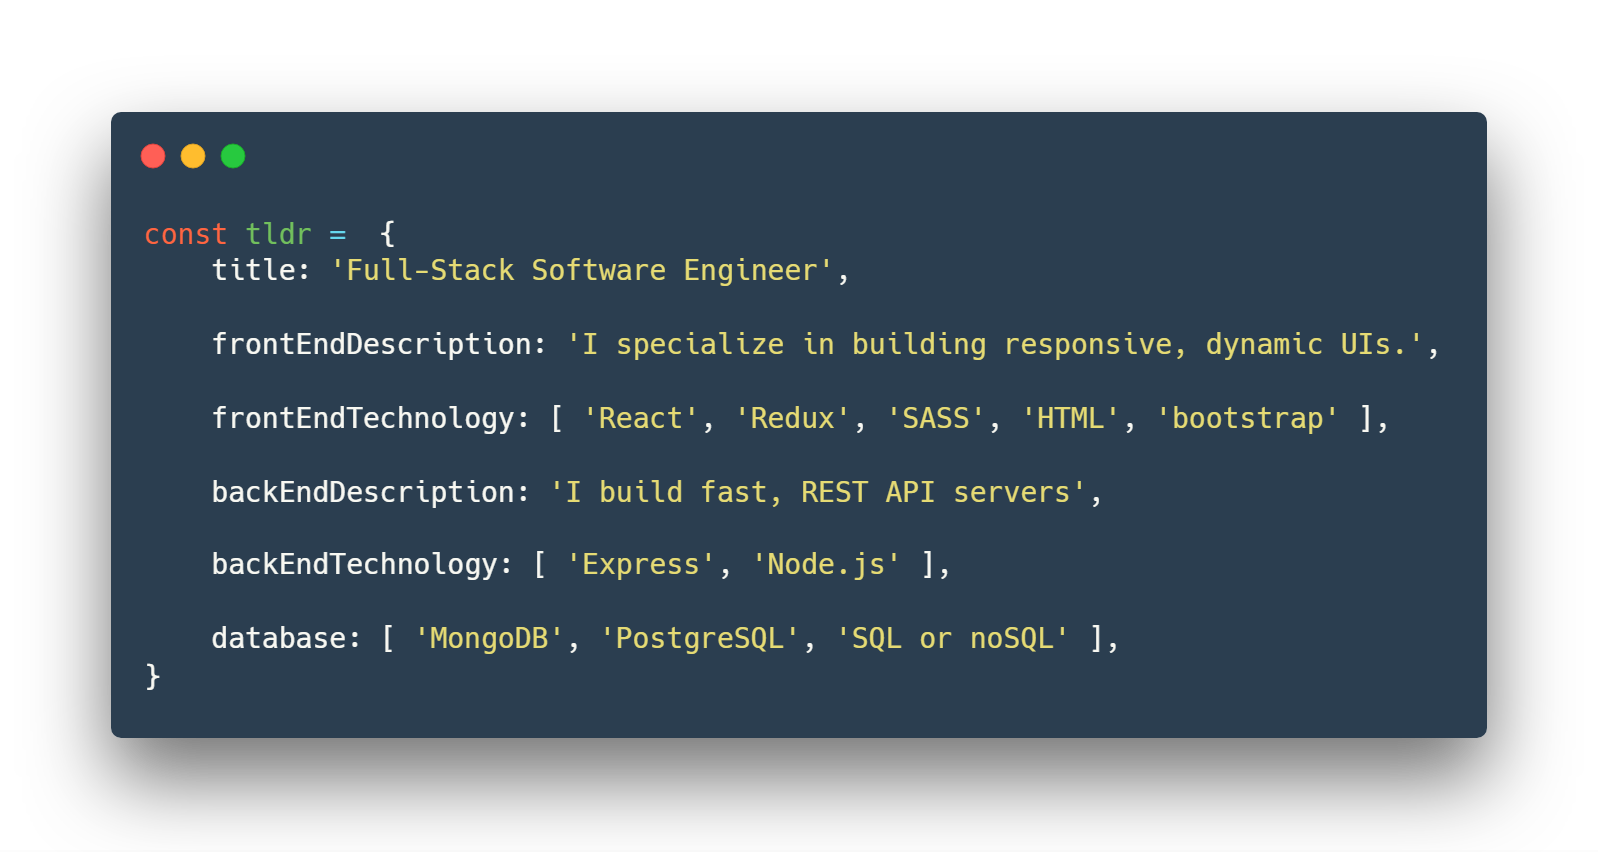 const tldr =  {
    title: 'Full-Stack Software Engineer',
    frontEndDescription: 'I specialize in building responsive, dynamic UIs.',
    frontEndTechnology: [ 'React', 'Redux', 'SASS', 'HTML', 'bootstrap' ],
    backEndDescription: 'I build fast, REST API servers',
    backEndTechnology: [ 'Express', 'Node.js' ],
    database: [ 'MongoDB', 'PostgreSQL', 'SQL or noSQL' ],
}